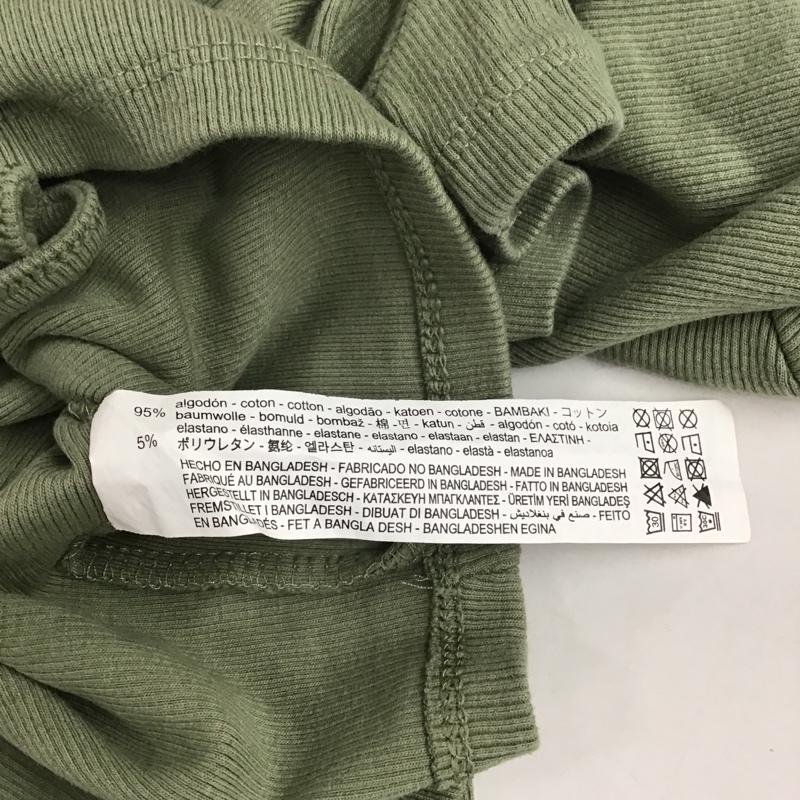 95% algodón - coton - cotton - algodão - katoen - cotone - BAMBAKI - コットン
baumwolle - bomuld - bombaž - 棉 - 면 - katun - قطن - algodón - cotó - kotoia
elastano - élasthanne - elastane - elastano - elastaan - elastan - ΕΛΑΣΤΙΝΗ -
5% ポリウレタン - 氨纶 - 엘라스탄 - اليستانه - elastano - elastà - elastanoa
HECHO EN BANGLADESH - FABRICADO NO BANGLADESH - MADE IN BANGLADESH
FABRIQUÉ AU BANGLADESH - GEFABRICEERD IN BANGLADESH - FATTO IN BANGLADESH
HERGESTELLT IN BANGLADESCH - ΚΑΤΑΣΚΕΥΗ ΜΠΑΓΚΛΑΝΤΕΣ - ÜRETİM YERİ BANGLADEŞ
FREMSTILLET I BANGLADESH - DIBUAT DI BANGLADESH - صنع في بنغلاديش - FEITO
EN BANGLADÉS - FET A BANGLA DESH - BANGLADESHEN EGINA